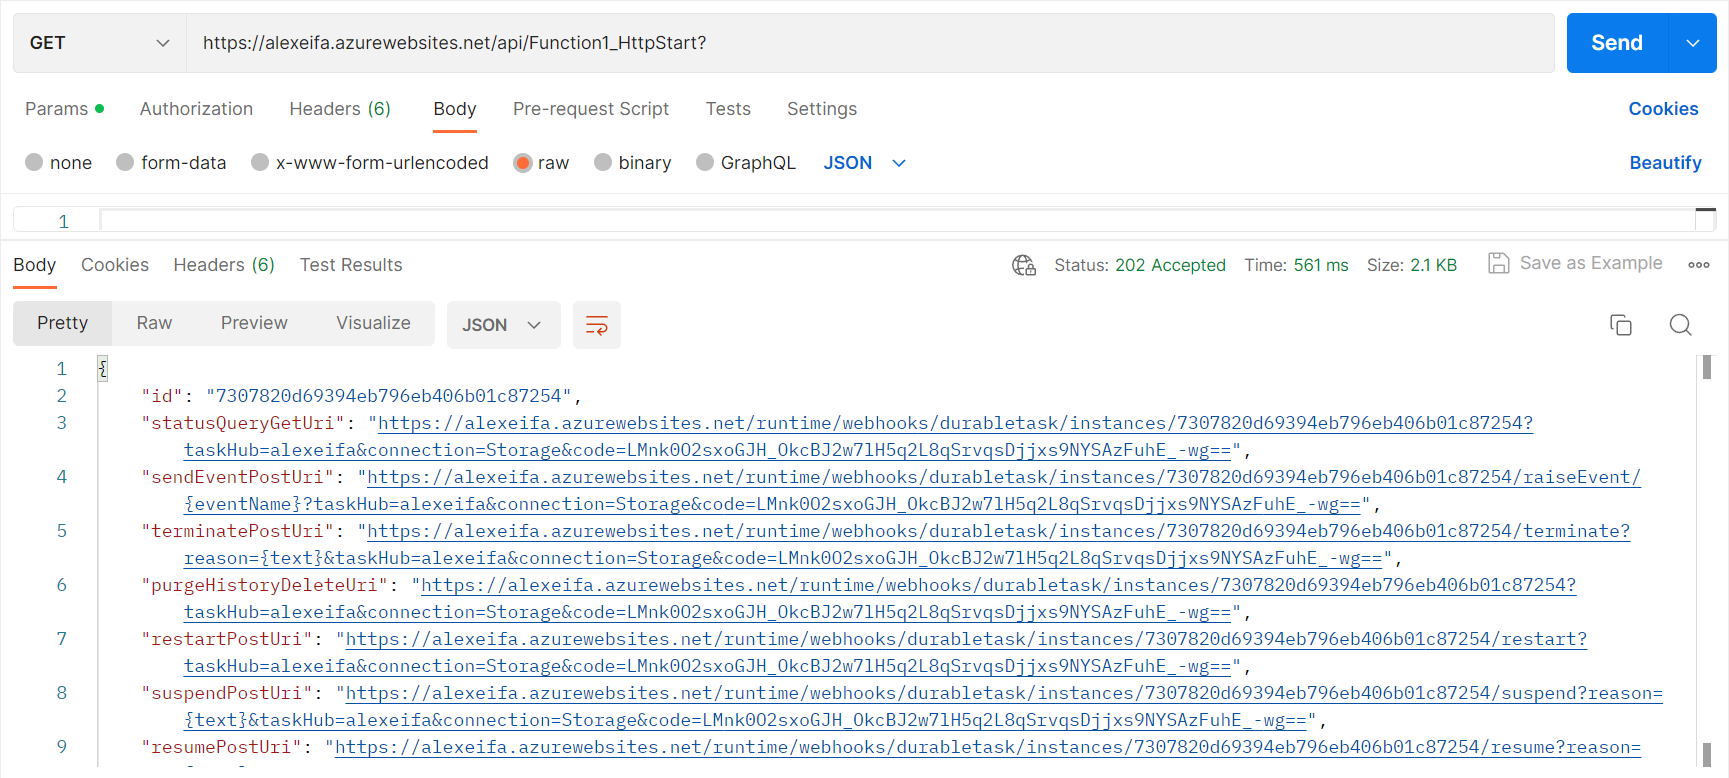 GET https://alexeifa.azurewebsites.net/api/Function1_HttpStart? Send
Params Authorization Headers (6) Body Pre-request Script Tests Settings Cookies
none form-data x-www-form-urlencoded raw binary GraphQL JSON Beautify
1
Body Cookies Headers (6) Test Results Status: 202 Accepted Time: 561 ms Size: 2.1 KB Save as Example
Pretty Raw Preview Visualize JSON
1 {
2 "id": "7307820d69394eb796eb406b01c87254",
3 "statusQueryGetUri": "https://alexeifa.azurewebsites.net/runtime/webhooks/durabletask/instances/7307820d69394eb796eb406b01c87254?
taskHub=alexeifa&connection=Storage&code=LMnk0O2sxoGJH_OkcBJ2w7lH5q2L8qSrvqsDjjxs9NYSAzFuhE_-wg==",
4 "sendEventPostUri": "https://alexeifa.azurewebsites.net/runtime/webhooks/durabletask/instances/7307820d69394eb796eb406b01c87254/raiseEvent/
{eventName}?taskHub=alexeifa&connection=Storage&code=LMnk0O2sxoGJH_OkcBJ2w7lH5q2L8qSrvqsDjjxs9NYSAzFuhE_-wg==",
5 "terminatePostUri": "https://alexeifa.azurewebsites.net/runtime/webhooks/durabletask/instances/7307820d69394eb796eb406b01c87254/terminate?
reason={text}&taskHub=alexeifa&connection=Storage&code=LMnk0O2sxoGJH_OkcBJ2w7lH5q2L8qSrvqsDjjxs9NYSAzFuhE_-wg==",
6 "purgeHistoryDeleteUri": "https://alexeifa.azurewebsites.net/runtime/webhooks/durabletask/instances/7307820d69394eb796eb406b01c87254?
taskHub=alexeifa&connection=Storage&code=LMnk0O2sxoGJH_OkcBJ2w7lH5q2L8qSrvqsDjjxs9NYSAzFuhE_-wg==",
7 "restartPostUri": "https://alexeifa.azurewebsites.net/runtime/webhooks/durabletask/instances/7307820d69394eb796eb406b01c87254/restart?
taskHub=alexeifa&connection=Storage&code=LMnk0O2sxoGJH_OkcBJ2w7lH5q2L8qSrvqsDjjxs9NYSAzFuhE_-wg==",
8 "suspendPostUri": "https://alexeifa.azurewebsites.net/runtime/webhooks/durabletask/instances/7307820d69394eb796eb406b01c87254/suspend?reason=
{text}&taskHub=alexeifa&connection=Storage&code=LMnk0O2sxoGJH_OkcBJ2w7lH5q2L8qSrvqsDjjxs9NYSAzFuhE_-wg==",
9 "resumePostUri": "https://alexeifa.azurewebsites.net/runtime/webhooks/durabletask/instances/7307820d69394eb796eb406b01c87254/resume?reason=